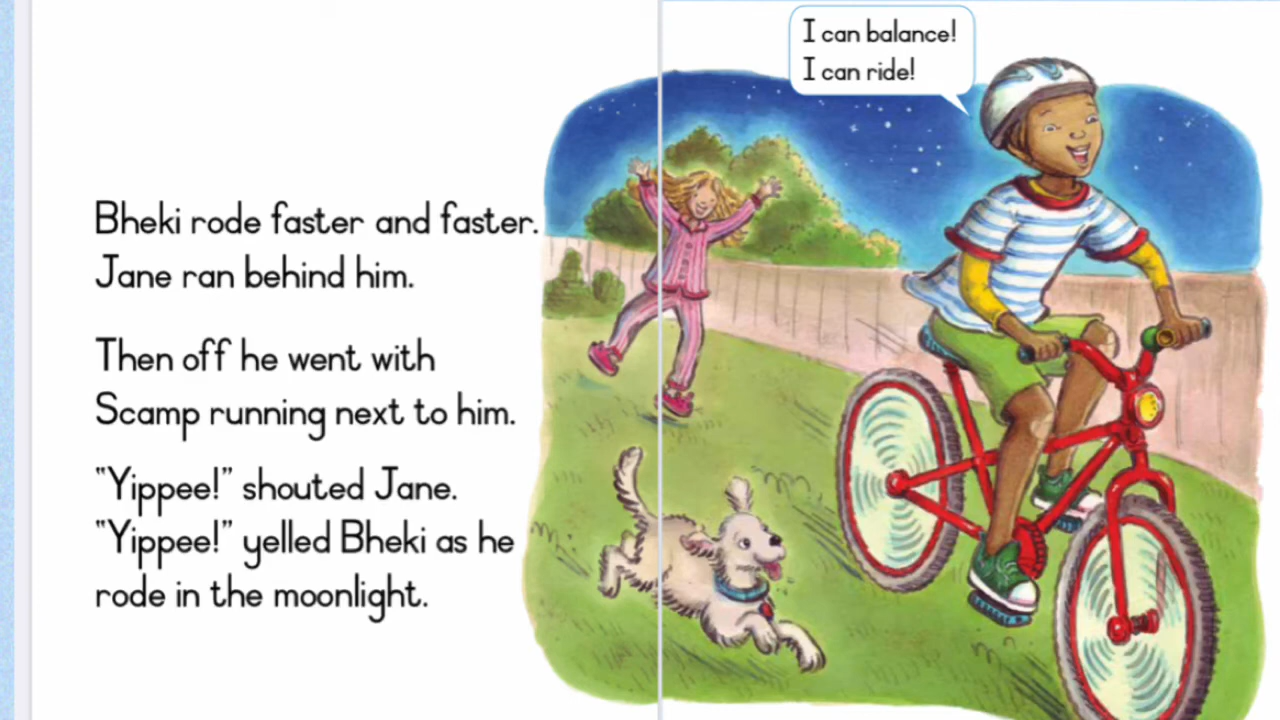 Bheki rode faster and faster.
Jane ran behind him.
Then off he went with
Scamp running next to him.
“Yippee!” shouted Jane.
“Yippee!” yelled Bheki as he
rode in the moonlight.
I can balance!
I can ride!